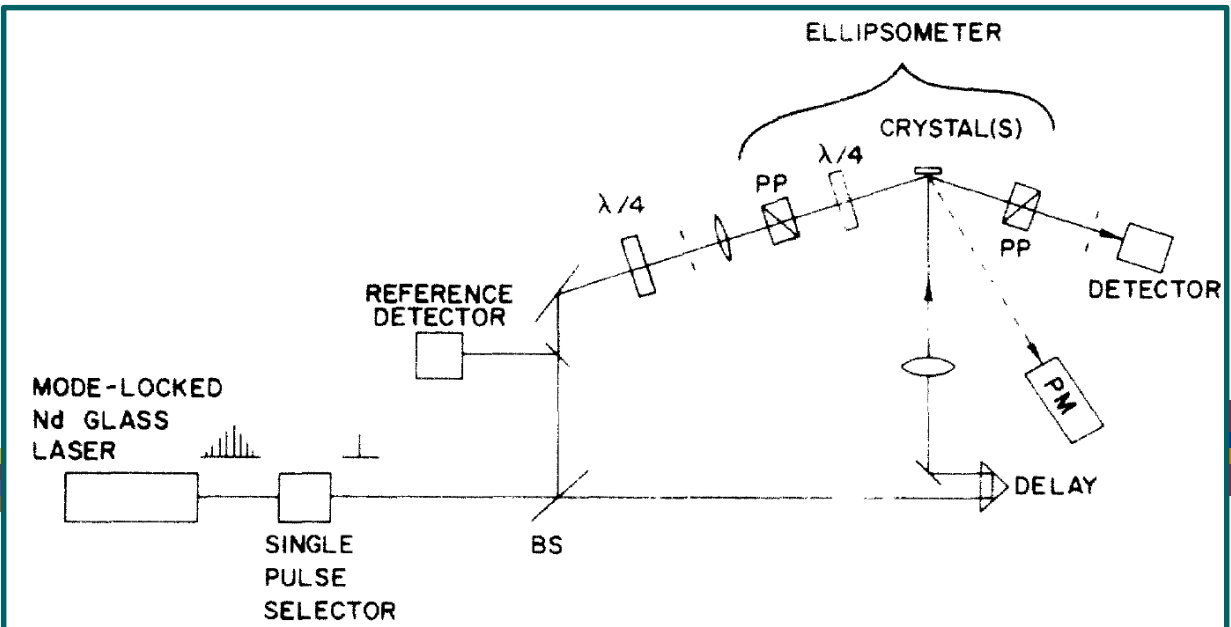 ELLIPSOMETER
CRYSTAL(S)
λ/4
PP
λ/4
PP
DETECTOR
REFERENCE
DETECTOR
PM
MODE-LOCKED
Nd GLASS
LASER
DELAY
SINGLE
PULSE
SELECTOR
BS